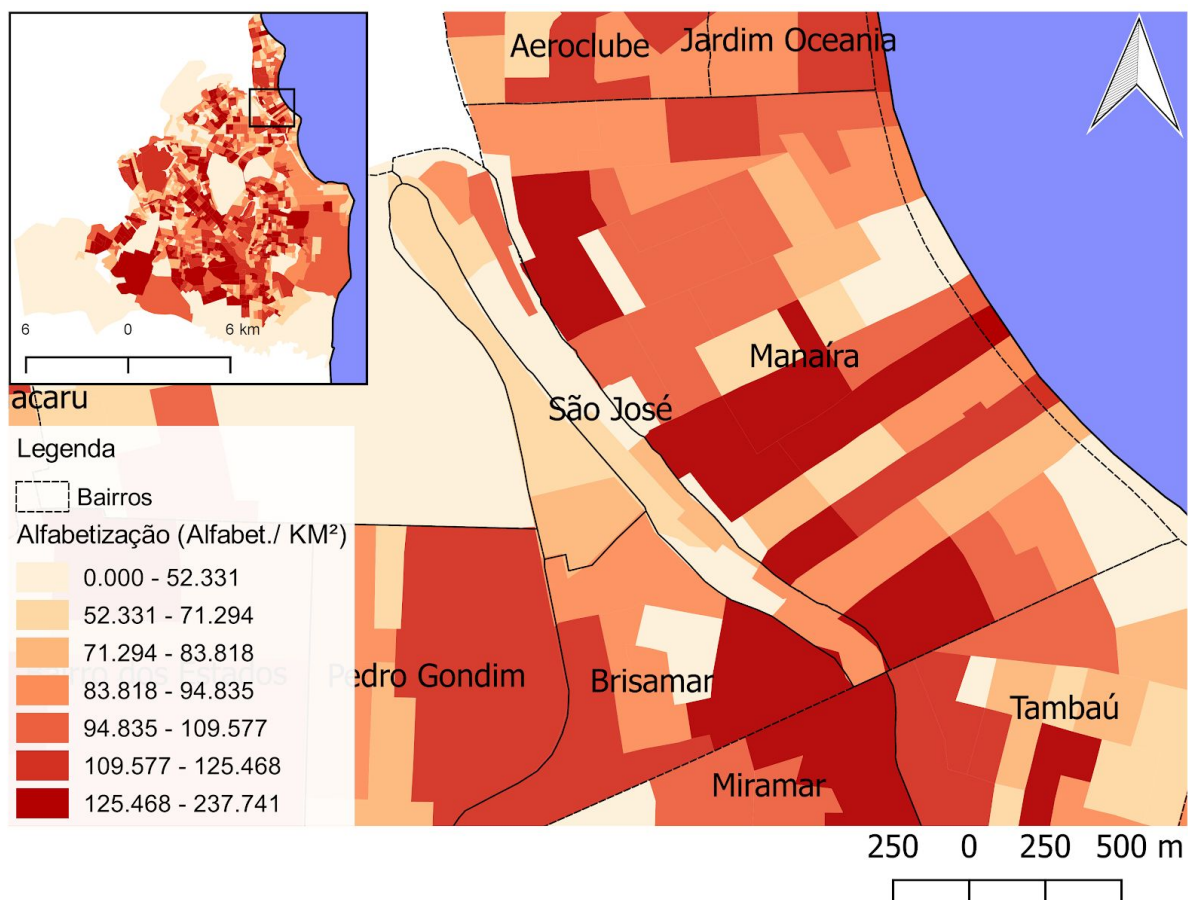 Aeroclube
Jardim Oceania
6 0 6 km
Manaíra
acaru
São José
Legenda
Bairros
Alfabetização (Alfabet./ KM²)
0.000 - 52.331
52.331 - 71.294
71.294 - 83.818
83.818 - 94.835
94.835 - 109.577
109.577 - 125.468
125.468 - 237.741
dos Estados
Pedro Gondim
Brisamar
Tambaú
Miramar
250 0 250 500 m